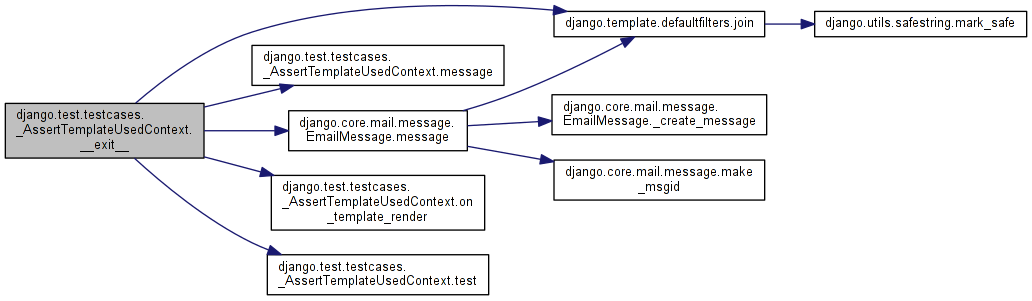 django.test.testcases.
_AssertTemplateUsedContext.
__exit__
django.template.defaultfilters.join
django.utils.safestring.mark_safe
django.test.testcases.
_AssertTemplateUsedContext.message
django.core.mail.message.
EmailMessage.message
django.core.mail.message.
EmailMessage._create_message
django.core.mail.message.make
_msgid
django.test.testcases.
_AssertTemplateUsedContext.on
_template_render
django.test.testcases.
_AssertTemplateUsedContext.test